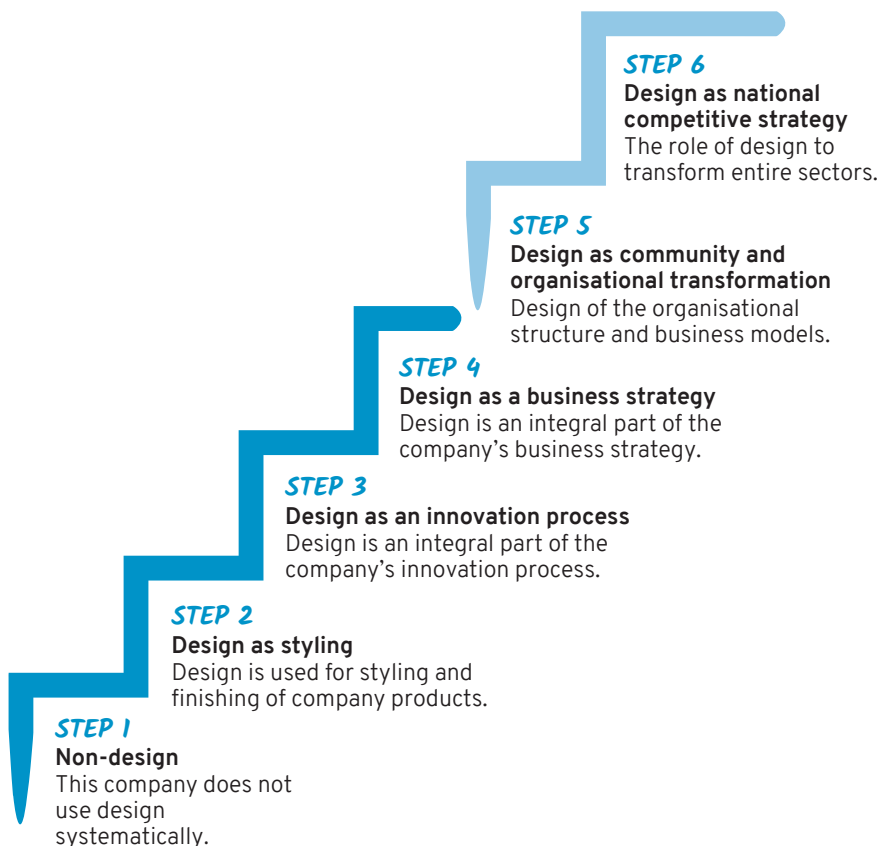 STEP 6
Design as national
competitive strategy
The role of design to
transform entire sectors.
STEP 5
Design as community and
organisational transformation
Design of the organisational
structure and business models.
STEP 4
Design as a business strategy
Design is an integral part of the
company’s business strategy.
STEP 3
Design as an innovation process
Design is an integral part of the
company’s innovation process.
STEP 2
Design as styling
Design is used for styling and
finishing of company products.
STEP 1
Non-design
This company does not
use design
systematically.